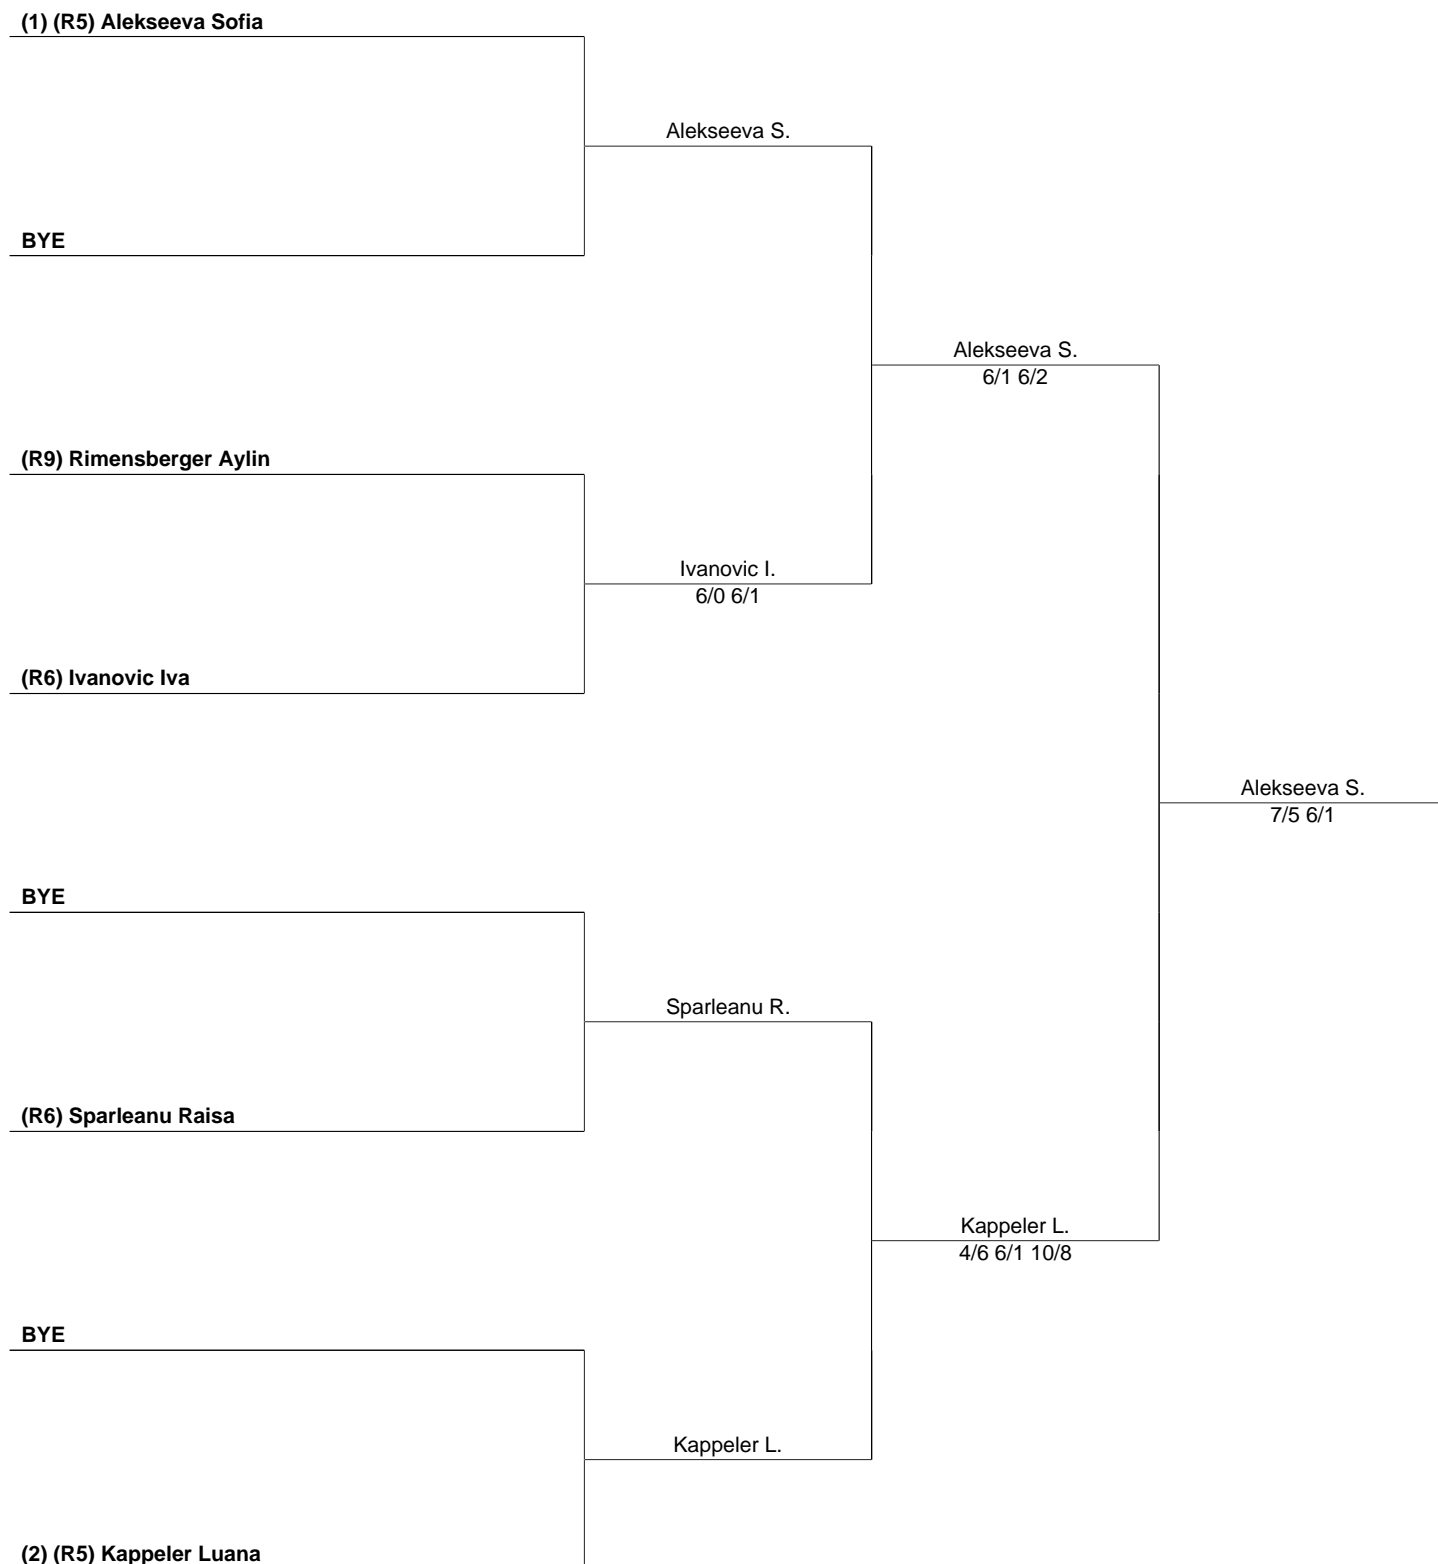 (1) (R5) Alekseeva Sofia
Alekseeva S.
BYE
Alekseeva S.
6/1 6/2
(R9) Rimensberger Aylin
Ivanovic I.
6/0 6/1
(R6) Ivanovic Iva
Alekseeva S.
7/5 6/1
BYE
Sparleanu R.
(R6) Sparleanu Raisa
Kappeler L.
4/6 6/1 10/8
BYE
Kappeler L.
(2) (R5) Kappeler Luana